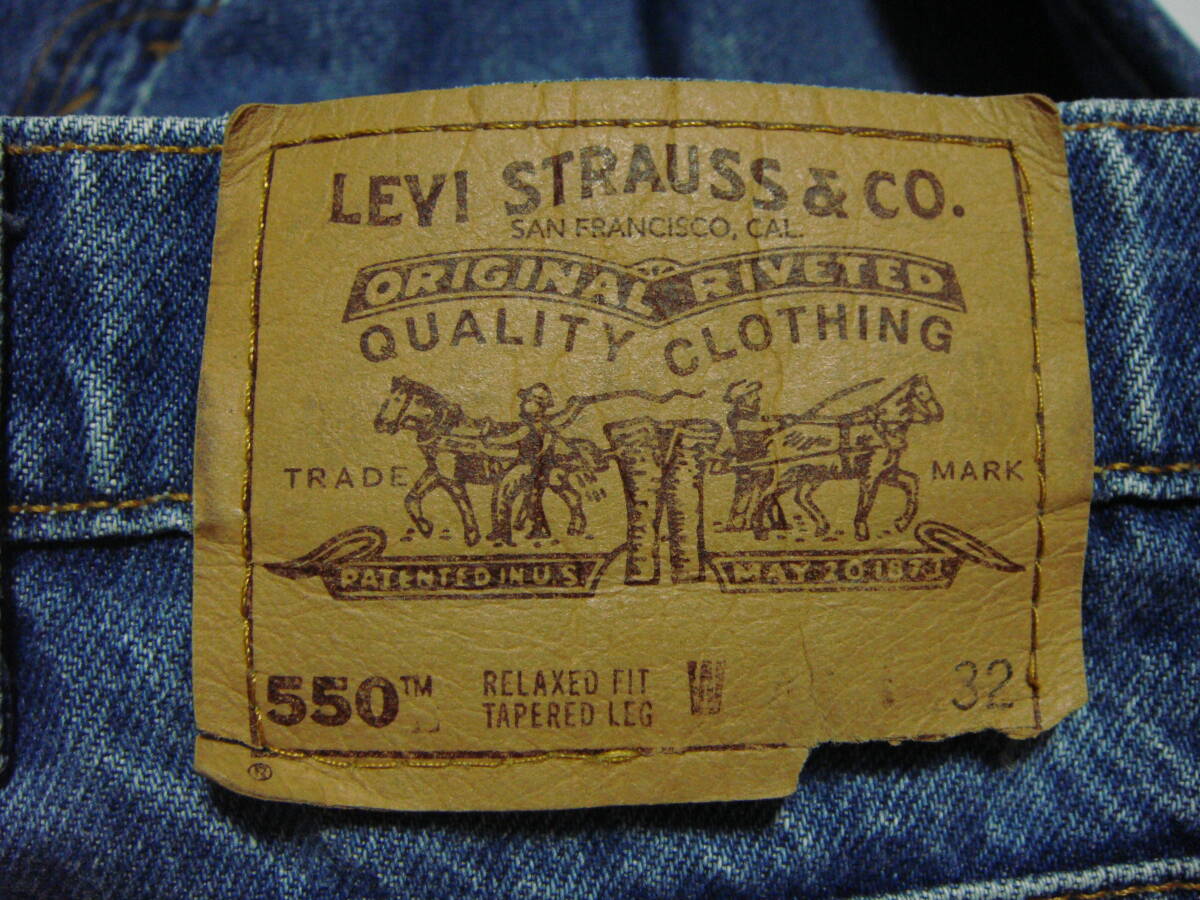 LEVI STRAUSS & CO.
SAN FRANCISCO, CAL.
ORIGINAL RIVETED
QUALITY CLOTHING
TRADE MARK
PATENTED IN U.S. MAY 20 1873
550™ RELAXED FIT W 32
TAPERED LEG
®